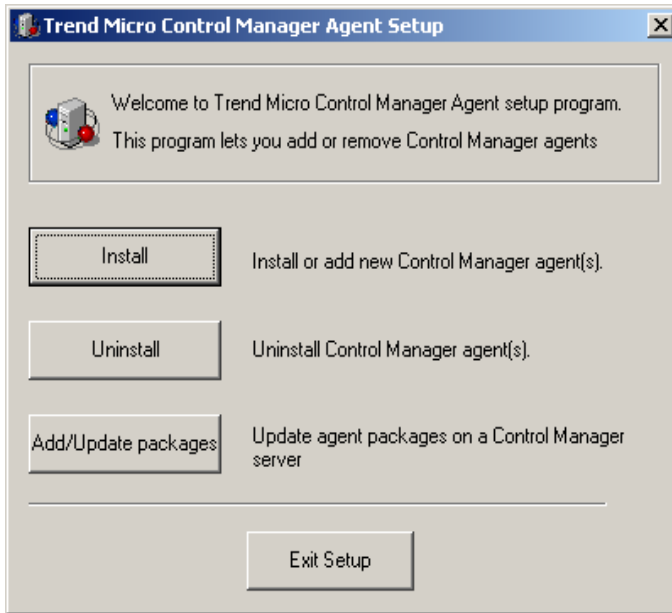 Trend Micro Control Manager Agent Setup
Welcome to Trend Micro Control Manager Agent setup program.
This program lets you add or remove Control Manager agents
Install
Install or add new Control Manager agent(s).
Uninstall
Uninstall Control Manager agent(s).
Add/Update packages
Update agent packages on a Control Manager
server
Exit Setup